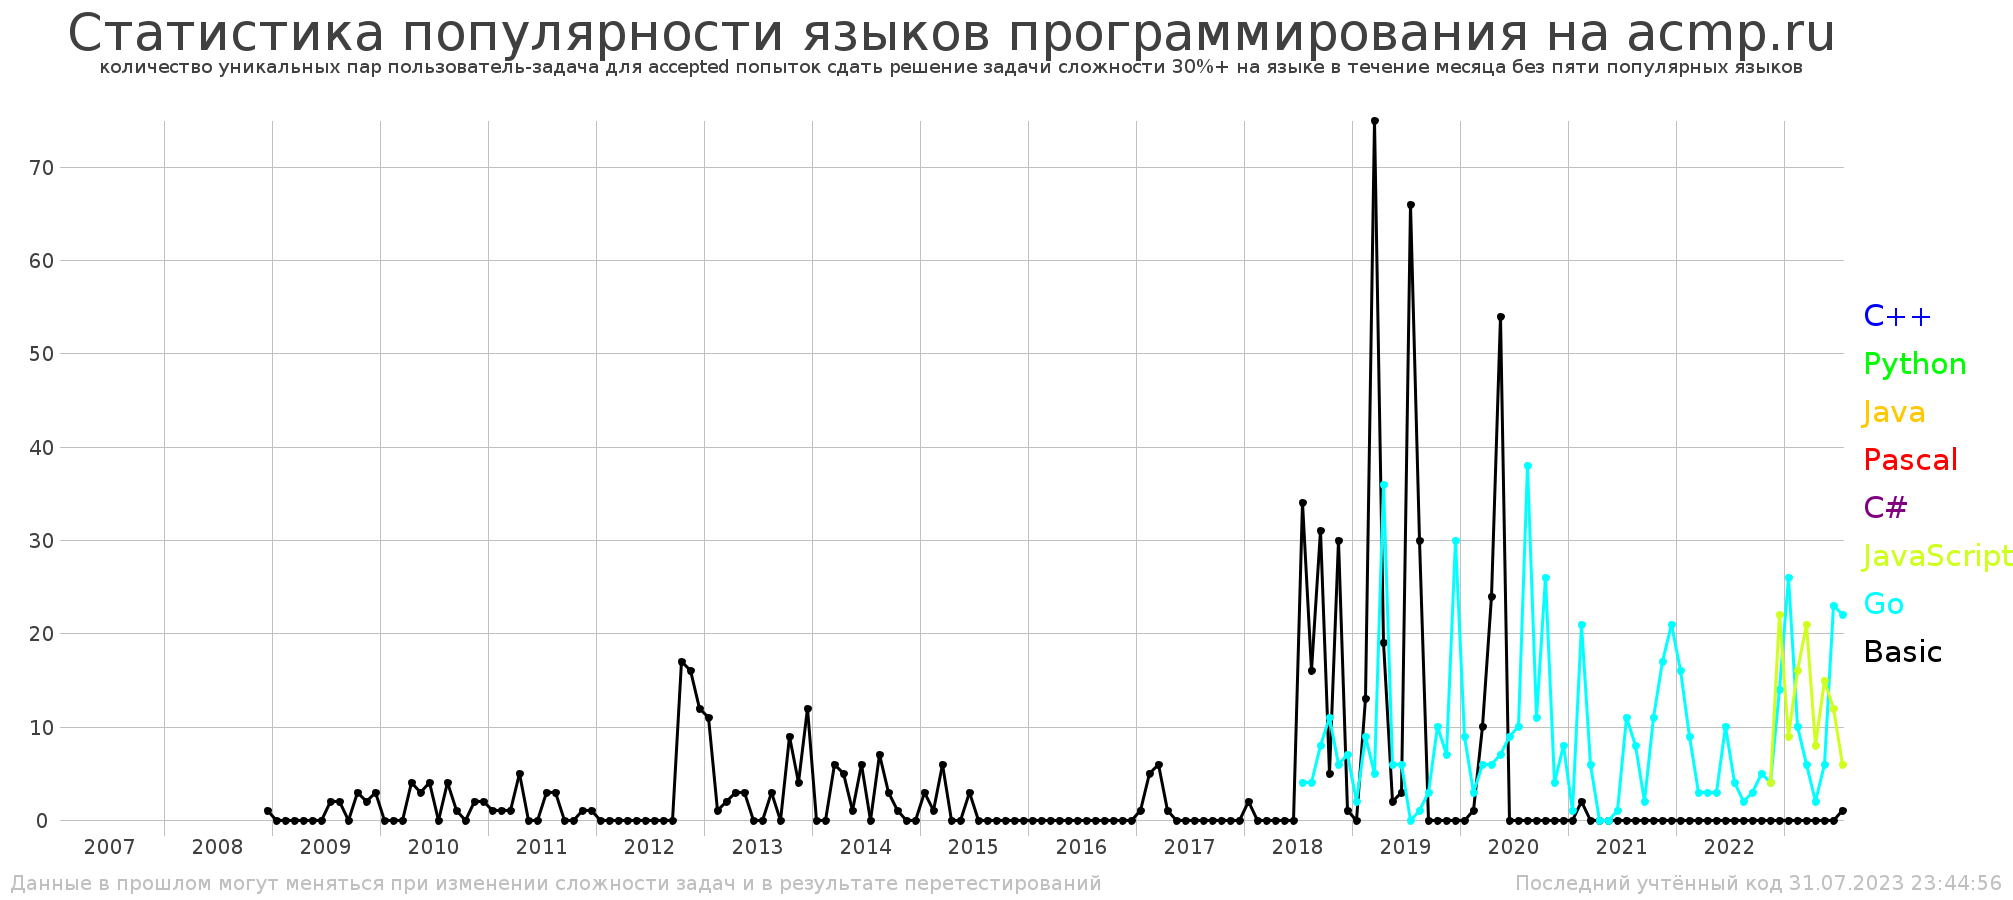 Статистика популярности языков программирования на acmp.ru
количество уникальных пар пользователь-задача для accepted попыток сдать решение задачи сложности 30%+ на языке в течение месяца без пяти популярных языков
70
60
50
40
30
20
10
0
2007 2008 2009 2010 2011 2012 2013 2014 2015 2016 2017 2018 2019 2020 2021 2022
C++
Python
Java
Pascal
C#
JavaScript
Go
Basic
Данные в прошлом могут меняться при изменении сложности задач и в результате перетестирований
Последний учтённый код 31.07.2023 23:44:56